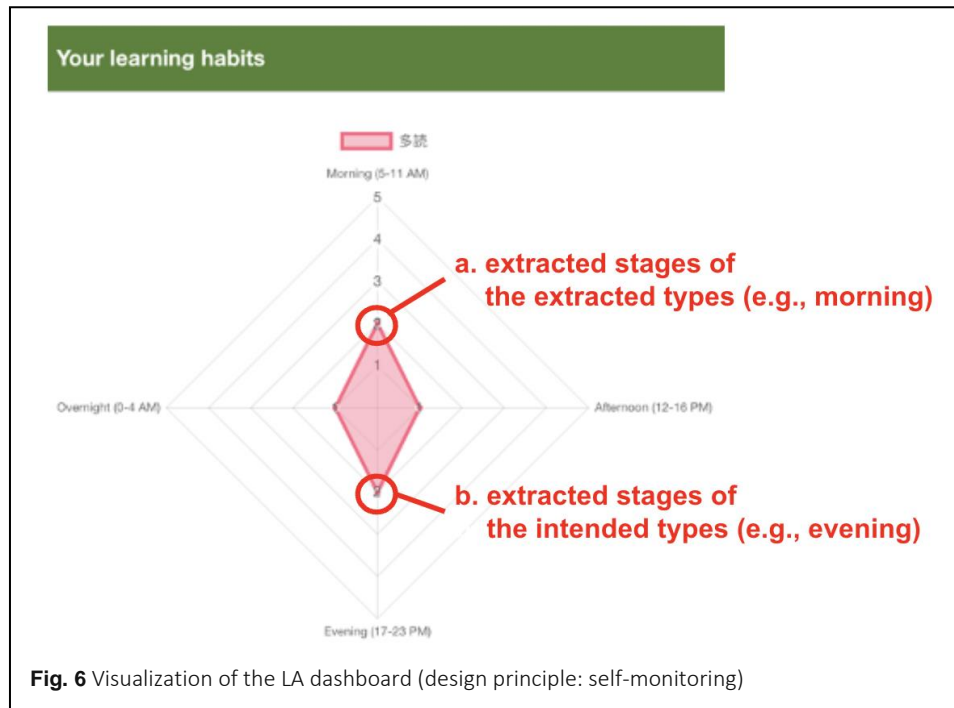 Your learning habits
多読
Morning (5-11 AM)
5
4
a. extracted stages of
the extracted types (e.g., morning)
3
2
1
Overnight (0-4 AM)
Afternoon (12-16 PM)
2
b. extracted stages of
the intended types (e.g., evening)
Evening (17-23 PM)
Fig. 6 Visualization of the LA dashboard (design principle: self-monitoring)